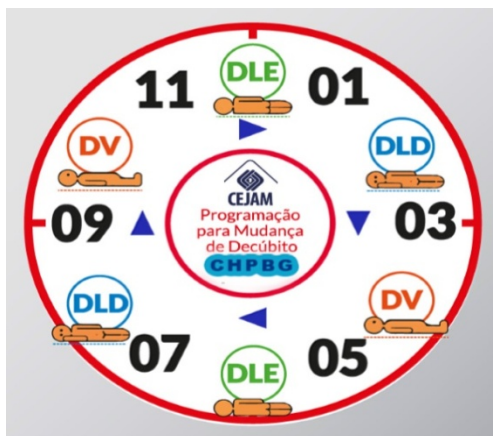 DLE
11
01
DV
DLD
CEJAM
Programação
para Mudança
de Decúbito
CHPBG
09
03
DLD
DV
07
05
DLE